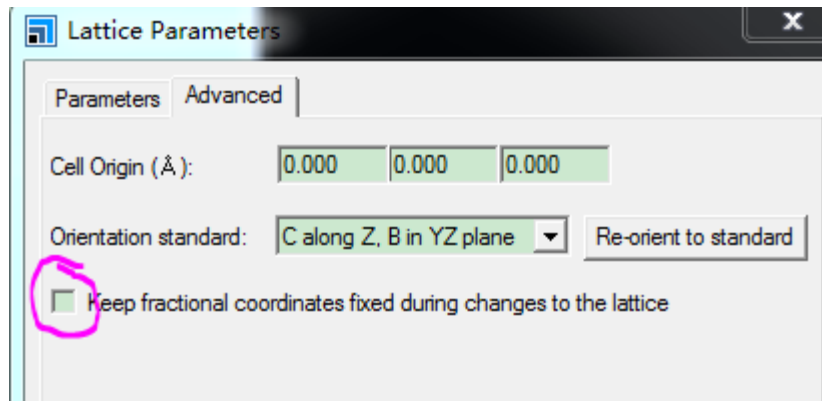 Lattice Parameters
x
Parameters Advanced
Cell Origin (Å): 0.000 0.000 0.000
Orientation standard: C along Z, B in YZ plane Re-orient to standard
Keep fractional coordinates fixed during changes to the lattice